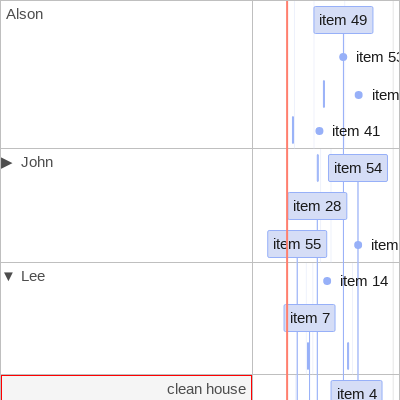 Alson
item 49
item 53
item
item 41
▶ John
item 54
item 28
item 55
item
▼ Lee
item 14
item 7
clean house
item 4